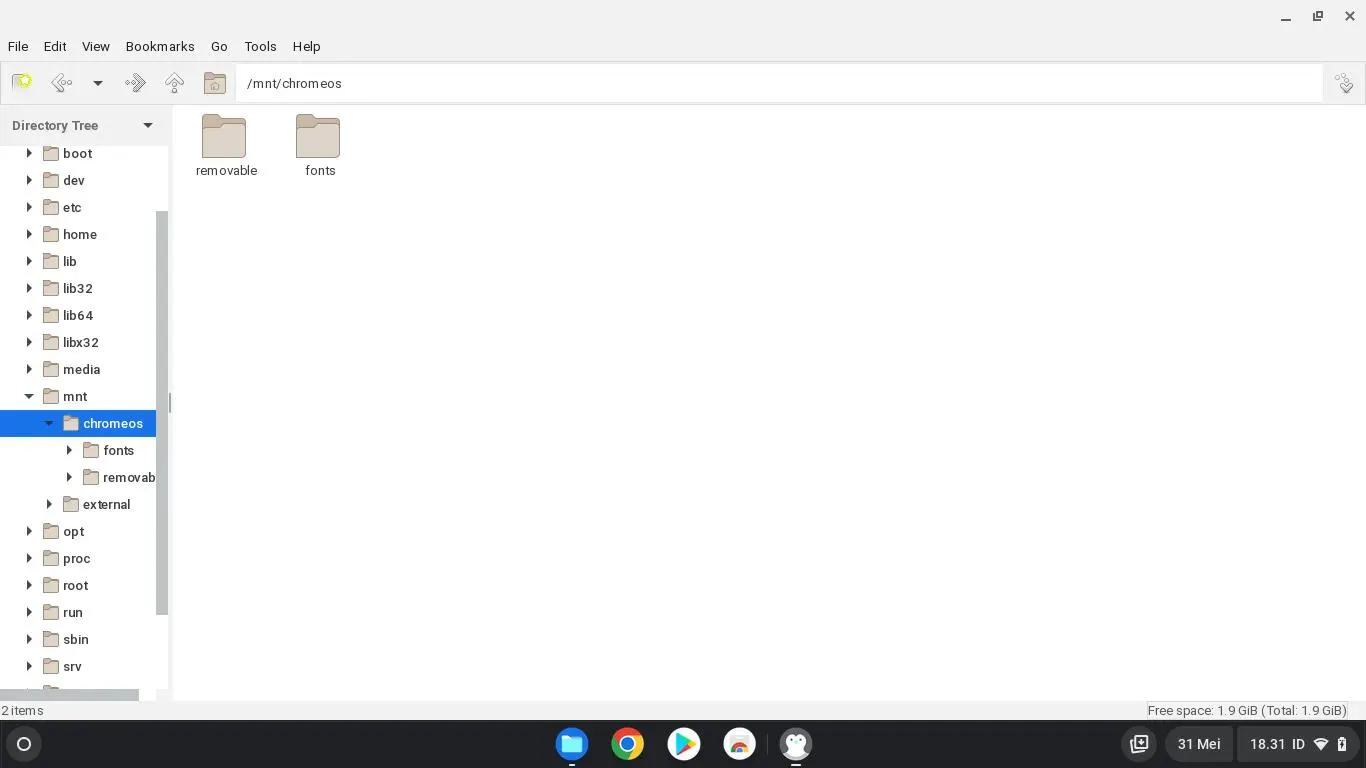 File Edit View Bookmarks Go Tools Help
/mnt/chromeos
Directory Tree
boot
dev
etc
home
lib
lib32
lib64
libx32
media
mnt
chromeos
fonts
removab
external
opt
proc
root
run
sbin
srv
removable
fonts
2 items
Free space: 1.9 GiB (Total: 1.9 GiB)
31 Mei
18.31 ID